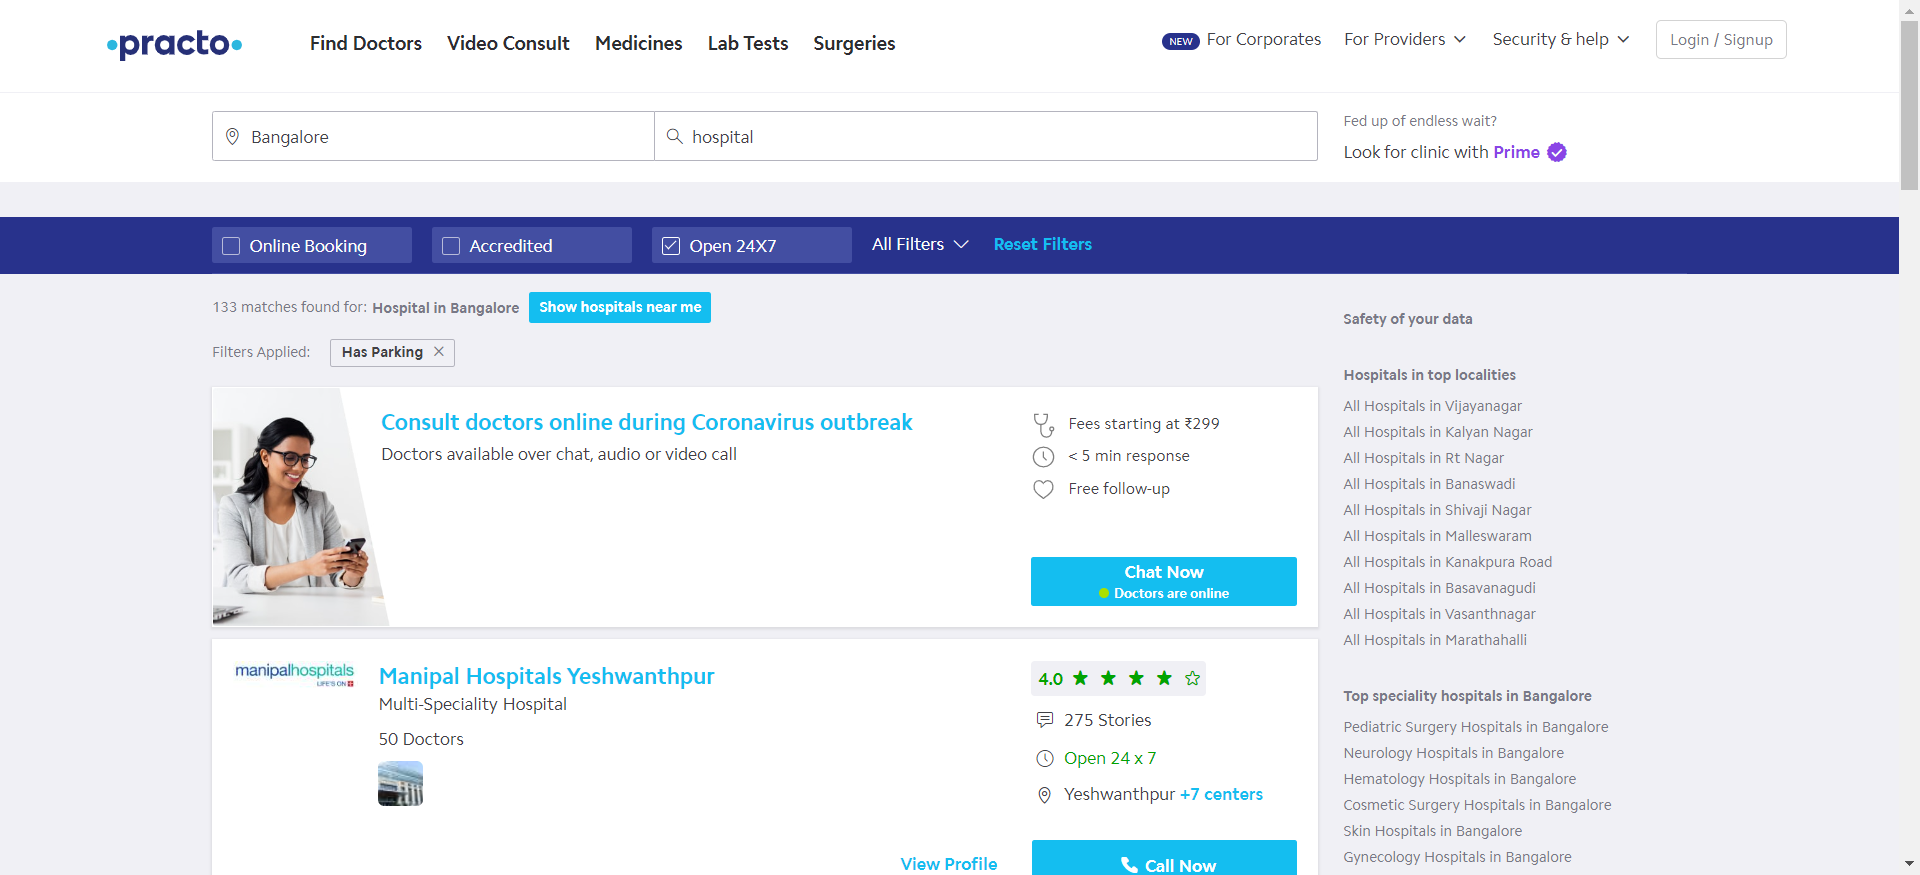 practo
Find Doctors
Video Consult
Medicines
Lab Tests
Surgeries
NEW For Corporates
For Providers
Security & help
Login / Signup
Bangalore
hospital
Fed up of endless wait?
Look for clinic with Prime
Online Booking
Accredited
Open 24X7
All Filters
Reset Filters
133 matches found for: Hospital in Bangalore
Show hospitals near me
Filters Applied:
Has Parking
Consult doctors online during Coronavirus outbreak
Doctors available over chat, audio or video call
Fees starting at ₹299
< 5 min response
Free follow-up
Chat Now
Doctors are online
manipalhospitals
LIFE'S ON
Manipal Hospitals Yeshwanthpur
Multi-Speciality Hospital
50 Doctors
4.0
275 Stories
Open 24 x 7
Yeshwanthpur +7 centers
View Profile
Call Now
Safety of your data
Hospitals in top localities
All Hospitals in Vijayanagar
All Hospitals in Kalyan Nagar
All Hospitals in Rt Nagar
All Hospitals in Banaswadi
All Hospitals in Shivaji Nagar
All Hospitals in Malleswaram
All Hospitals in Kanakpura Road
All Hospitals in Basavanagudi
All Hospitals in Vasanthnagar
All Hospitals in Marathahalli
Top speciality hospitals in Bangalore
Pediatric Surgery Hospitals in Bangalore
Neurology Hospitals in Bangalore
Hematology Hospitals in Bangalore
Cosmetic Surgery Hospitals in Bangalore
Skin Hospitals in Bangalore
Gynecology Hospitals in Bangalore